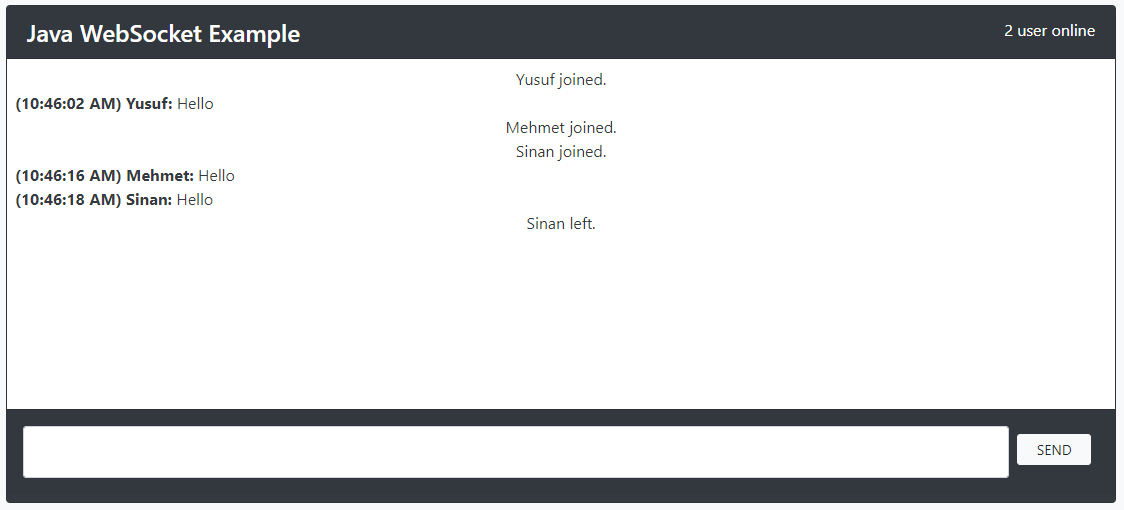 Java WebSocket Example
2 user online
Yusuf joined.
(10:46:02 AM) Yusuf: Hello
Mehmet joined.
Sinan joined.
(10:46:16 AM) Mehmet: Hello
(10:46:18 AM) Sinan: Hello
Sinan left.
SEND